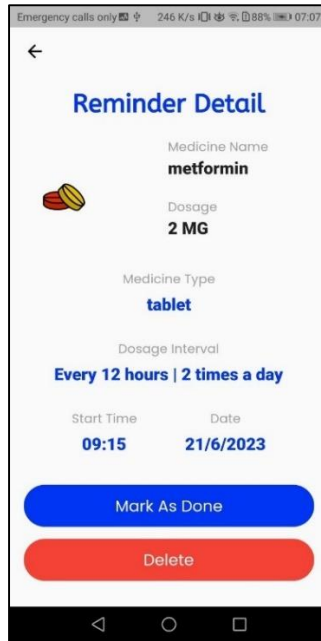 Emergency calls only 246 K/s 88% 07:07
Reminder Detail
Medicine Name
metformin
Dosage
2 MG
Medicine Type
tablet
Dosage Interval
Every 12 hours | 2 times a day
Start Time Date
09:15 21/6/2023
Mark As Done
Delete